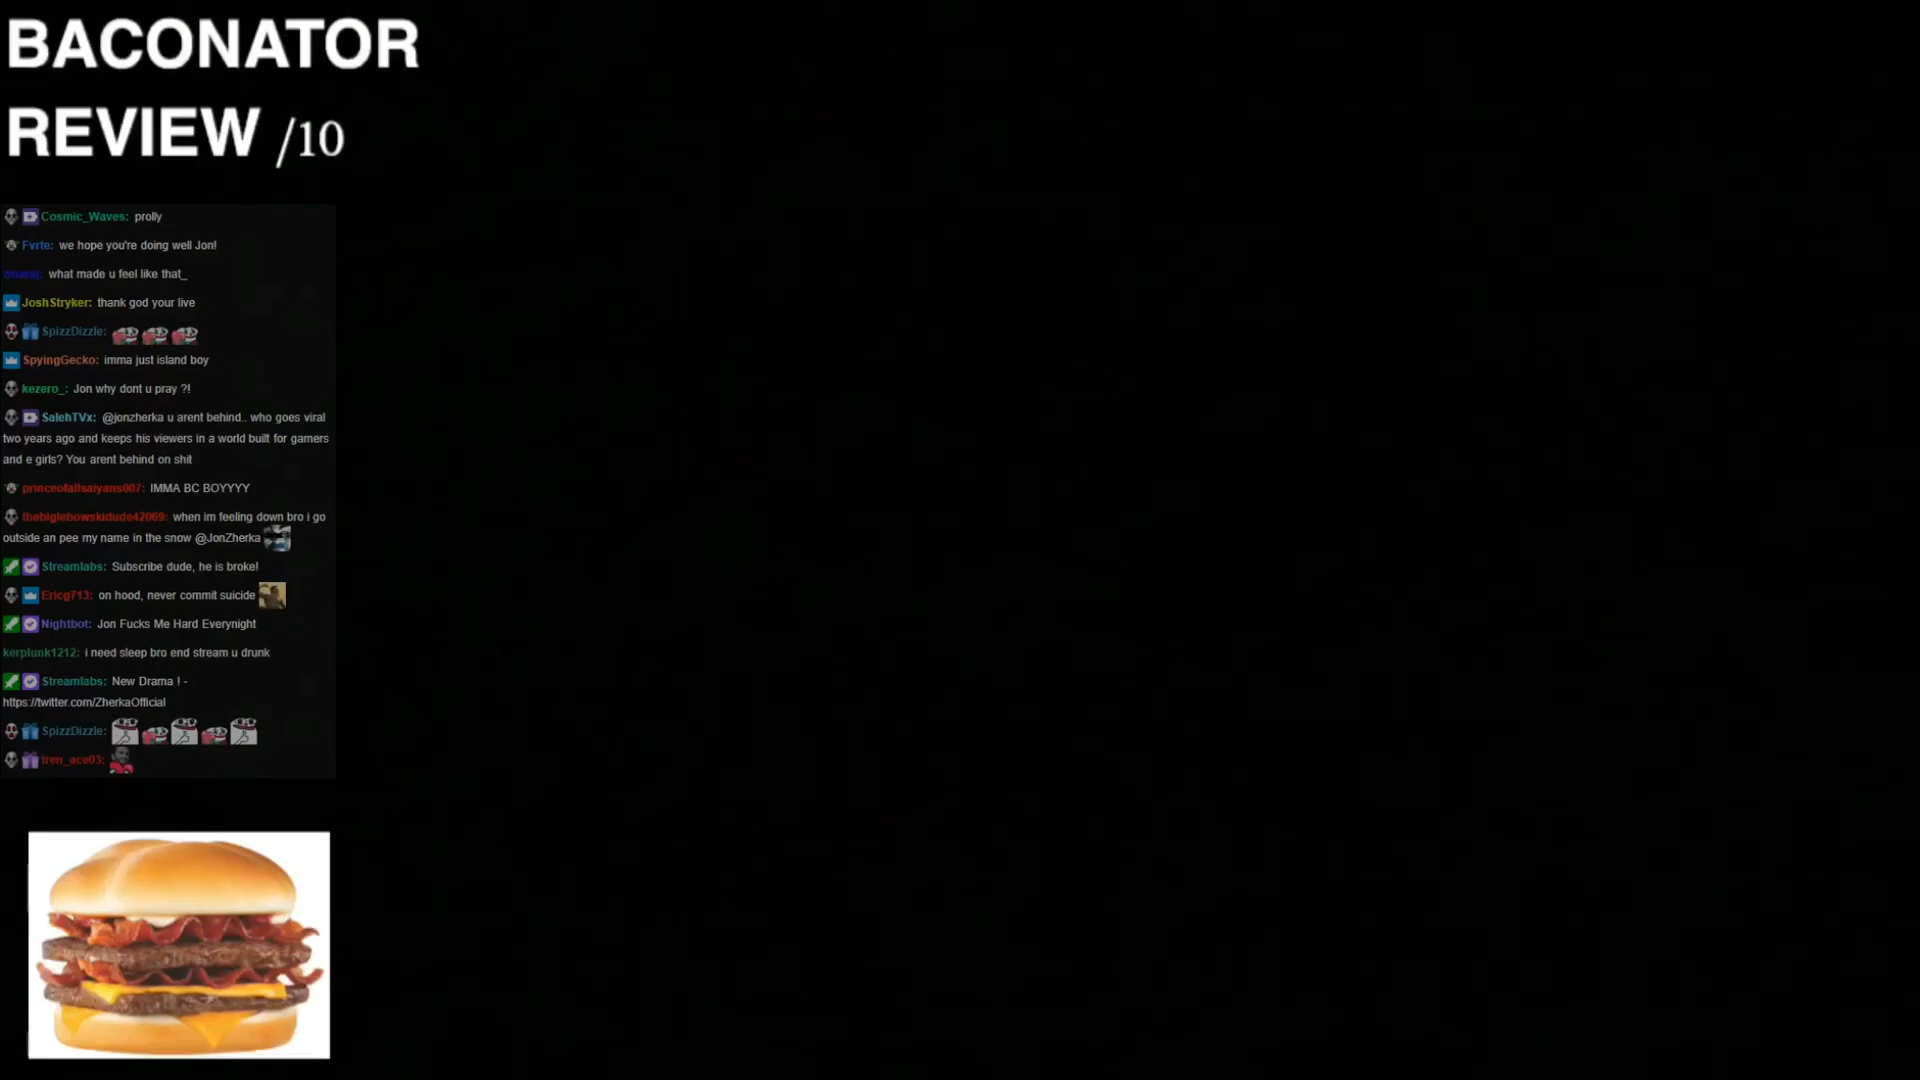 BACONATOR
REVIEW /10
Cosmic_Waves: prolly
Fvrte: we hope you're doing well Jon!
what made u feel like that_
JoshStryker: thank god your live
SpizzDizzle:
SpyingGecko: imma just island boy
kezero_: Jon why dont u pray ?!
SalehTVx: @jonzherka u arent behind.. who goes viral
two years ago and keeps his viewers in a world built for gamers
and e girls? You arent behind on shit
princeofallsaiyans007: IMMA BC BOYYYY
thebiglebowskidude42069: when im feeling down bro i go
outside an pee my name in the snow @JonZherka
Streamlabs: Subscribe dude, he is broke!
Ericg713: on hood, never commit suicide
Nightbot: Jon Fucks Me Hard Everynight
kerplunk1212: i need sleep bro end stream u drunk
Streamlabs: New Drama ! -
https://twitter.com/ZherkaOfficial
SpizzDizzle:
tren_ace03: